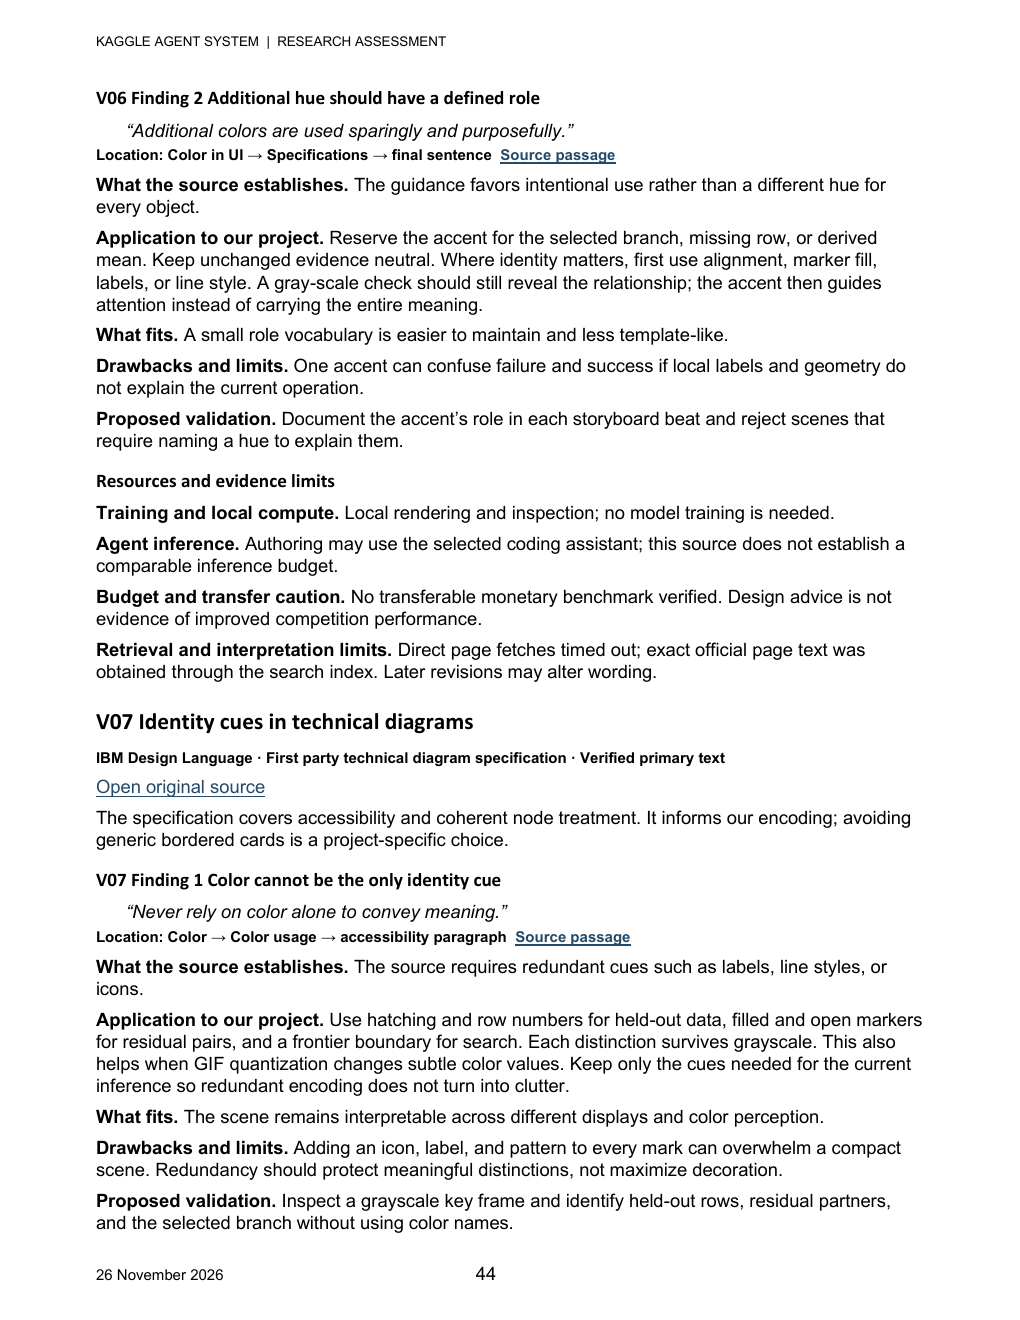 KAGGLE AGENT SYSTEM | RESEARCH ASSESSMENT
V06 Finding 2 Additional hue should have a defined role
“Additional colors are used sparingly and purposefully.”
Location: Color in UI → Specifications → final sentence Source passage
What the source establishes. The guidance favors intentional use rather than a different hue for
every object.
Application to our project. Reserve the accent for the selected branch, missing row, or derived
mean. Keep unchanged evidence neutral. Where identity matters, first use alignment, marker fill,
labels, or line style. A gray-scale check should still reveal the relationship; the accent then guides
attention instead of carrying the entire meaning.
What fits. A small role vocabulary is easier to maintain and less template-like.
Drawbacks and limits. One accent can confuse failure and success if local labels and geometry do
not explain the current operation.
Proposed validation. Document the accent’s role in each storyboard beat and reject scenes that
require naming a hue to explain them.
Resources and evidence limits
Training and local compute. Local rendering and inspection; no model training is needed.
Agent inference. Authoring may use the selected coding assistant; this source does not establish a
comparable inference budget.
Budget and transfer caution. No transferable monetary benchmark verified. Design advice is not
evidence of improved competition performance.
Retrieval and interpretation limits. Direct page fetches timed out; exact official page text was
obtained through the search index. Later revisions may alter wording.
V07 Identity cues in technical diagrams
IBM Design Language · First party technical diagram specification · Verified primary text
Open original source
The specification covers accessibility and coherent node treatment. It informs our encoding; avoiding
generic bordered cards is a project-specific choice.
V07 Finding 1 Color cannot be the only identity cue
“Never rely on color alone to convey meaning.”
Location: Color → Color usage → accessibility paragraph Source passage
What the source establishes. The source requires redundant cues such as labels, line styles, or
icons.
Application to our project. Use hatching and row numbers for held-out data, filled and open markers
for residual pairs, and a frontier boundary for search. Each distinction survives grayscale. This also
helps when GIF quantization changes subtle color values. Keep only the cues needed for the current
inference so redundant encoding does not turn into clutter.
What fits. The scene remains interpretable across different displays and color perception.
Drawbacks and limits. Adding an icon, label, and pattern to every mark can overwhelm a compact
scene. Redundancy should protect meaningful distinctions, not maximize decoration.
Proposed validation. Inspect a grayscale key frame and identify held-out rows, residual partners,
and the selected branch without using color names.
26 November 2026 44